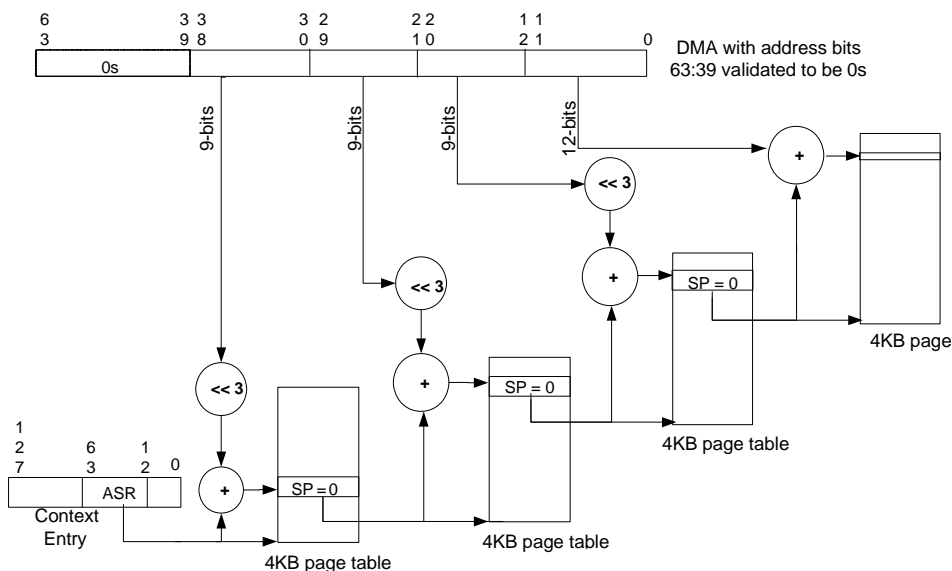 6 3 3 3 2 2 2 1 1
3 9 8 0 9 1 0 2 1 0
0s
DMA with address bits
63:39 validated to be 0s
9-bits
9-bits
9-bits
12-bits
+
<< 3
+
SP = 0
4KB page
<< 3
+
SP = 0
4KB page table
<< 3
1
2
7
6
3
1
2
0
ASR
+
SP = 0
4KB page table
Context
Entry
4KB page table